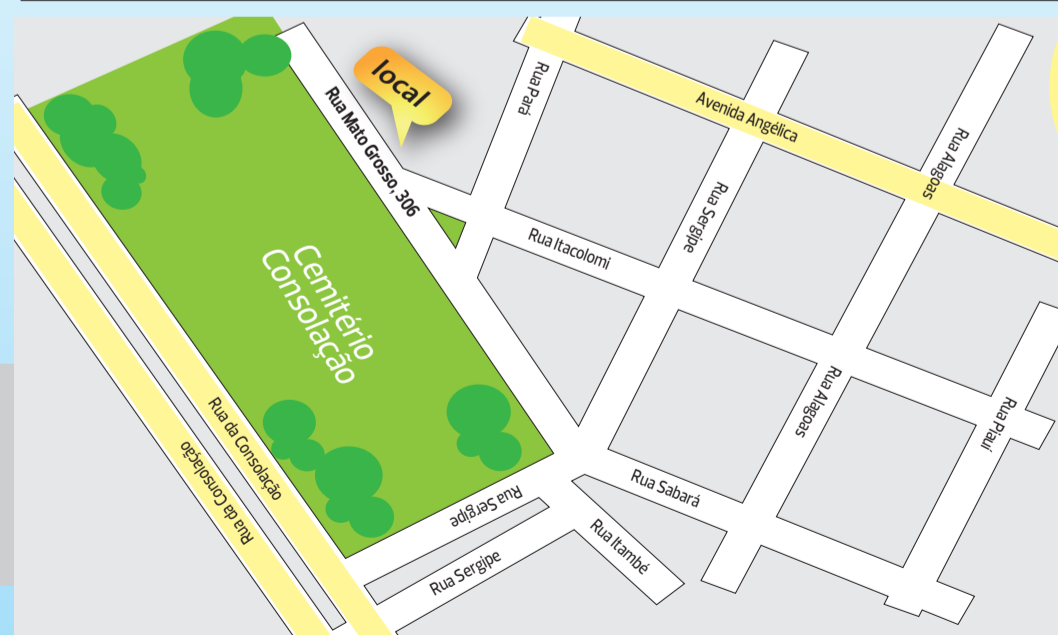 local
Rua Mato Grosso, 306
Rua Pará
Avenida Angélica
Rua Alagoas
Rua Sergipe
Rua Itacolomi
Cemitério
Consolação
Rua Alagoas
Rua Piauí
Rua da Consolação
Rua da Consolação
Rua Sergipe
Rua Sabará
Rua Sergipe
Rua Itambé